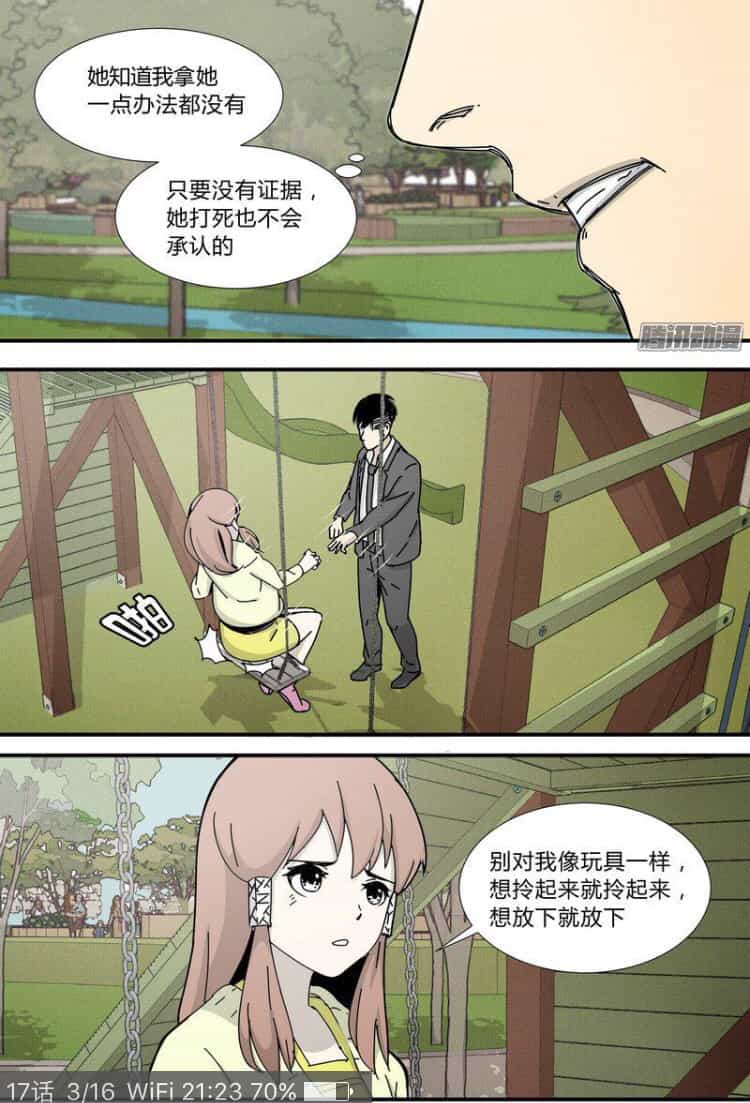 她知道我拿她
一点办法都没有
只要没有证据，
她打死也不会
承认的
腾讯动漫
啪
别对我像玩具一样，
想拎起来就拎起来，
想放下就放下
17话 3/16 WiFi 21:23 70%